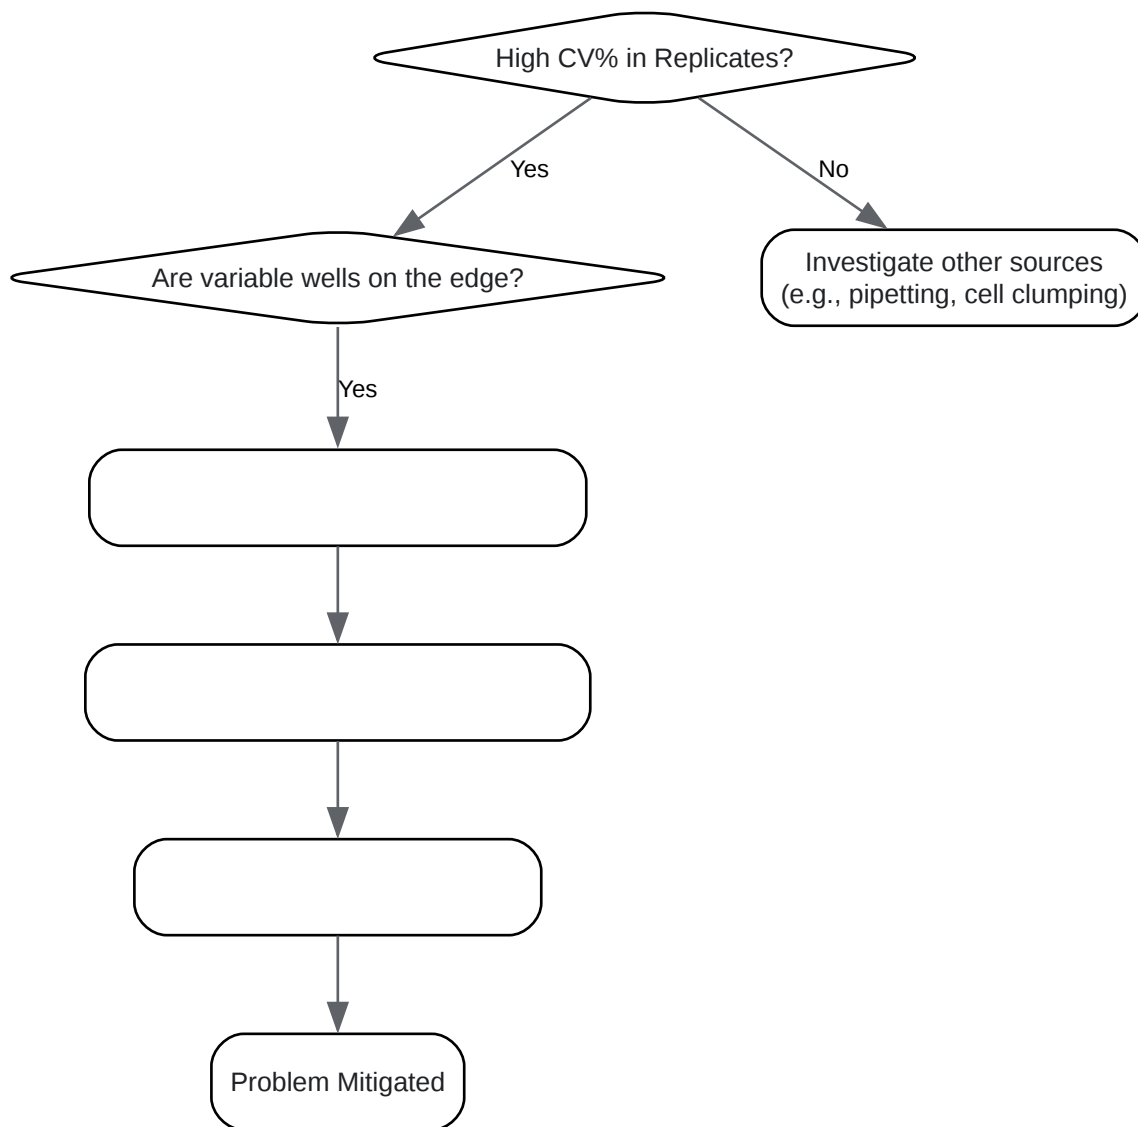 High CV% in Replicates?
Yes
No
Are variable wells on the edge?
Investigate other sources
(e.g., pipetting, cell clumping)
Yes
Problem Mitigated